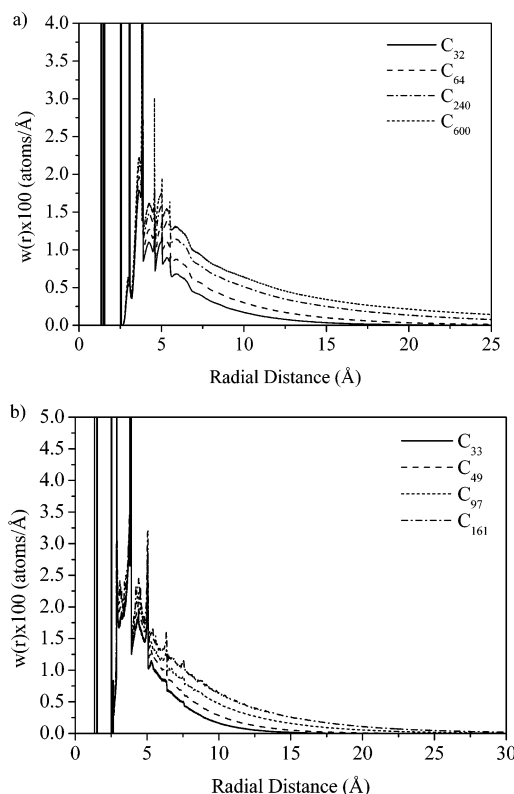 a)
4.0
3.5
3.0
2.5
2.0
1.5
1.0
0.5
0.0
w(r)x100 (atoms/Å)
C32
C64
C240
C600
0 5 10 15 20 25
Radial Distance (Å)
b)
5.0
4.5
4.0
3.5
3.0
2.5
2.0
1.5
1.0
0.5
0.0
w(r)x100 (atoms/Å)
C33
C49
C97
C161
0 5 10 15 20 25 30
Radial Distance (Å)